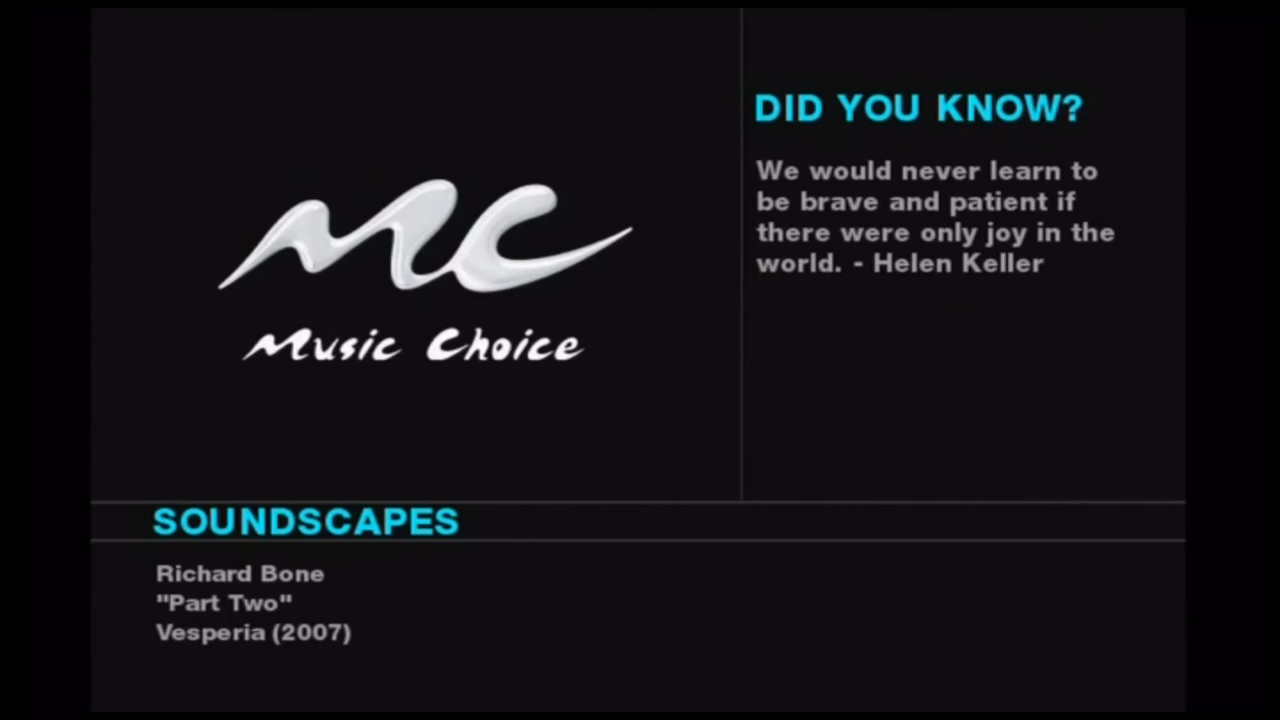 MC
Music Choice
DID YOU KNOW?
We would never learn to
be brave and patient if
there were only joy in the
world. - Helen Keller
SOUNDSCAPES
Richard Bone
"Part Two"
Vesperia (2007)